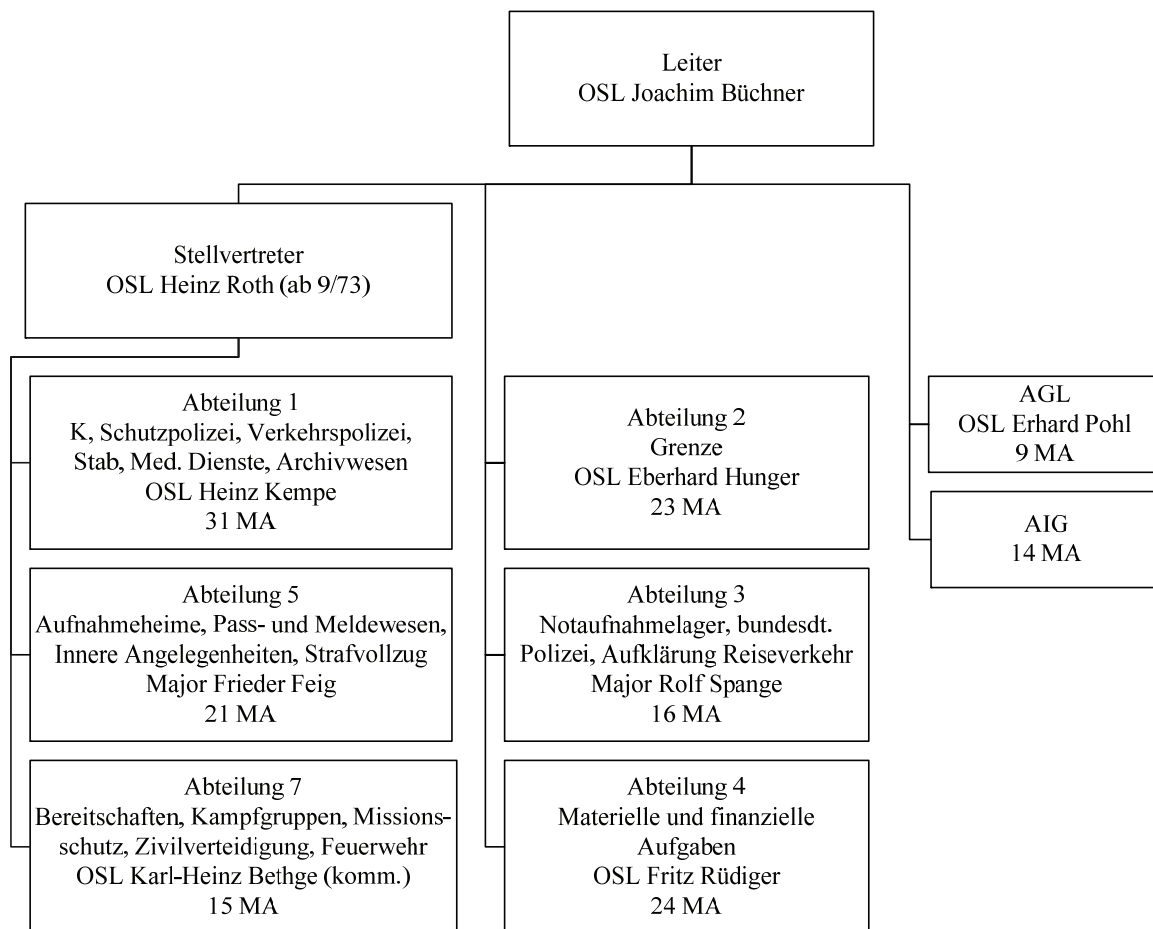 Leiter
OSL Joachim Büchner
Stellvertreter
OSL Heinz Roth (ab 9/73)
Abteilung 1
K, Schutzpolizei, Verkehrspolizei,
Stab, Med. Dienste, Archivwesen
OSL Heinz Kempe
31 MA
Abteilung 5
Aufnahmeheime, Pass- und Meldewesen,
Innere Angelegenheiten, Strafvollzug
Major Frieder Feig
21 MA
Abteilung 7
Bereitschaften, Kampfgruppen, Missions-
schutz, Zivilverteidigung, Feuerwehr
OSL Karl-Heinz Bethge (komm.)
15 MA
Abteilung 2
Grenze
OSL Eberhard Hunger
23 MA
Abteilung 3
Notaufnahmelager, bundesdt.
Polizei, Aufklärung Reiseverkehr
Major Rolf Spange
16 MA
Abteilung 4
Materielle und finanzielle
Aufgaben
OSL Fritz Rüdiger
24 MA
AGL
OSL Erhard Pohl
9 MA
AIG
14 MA